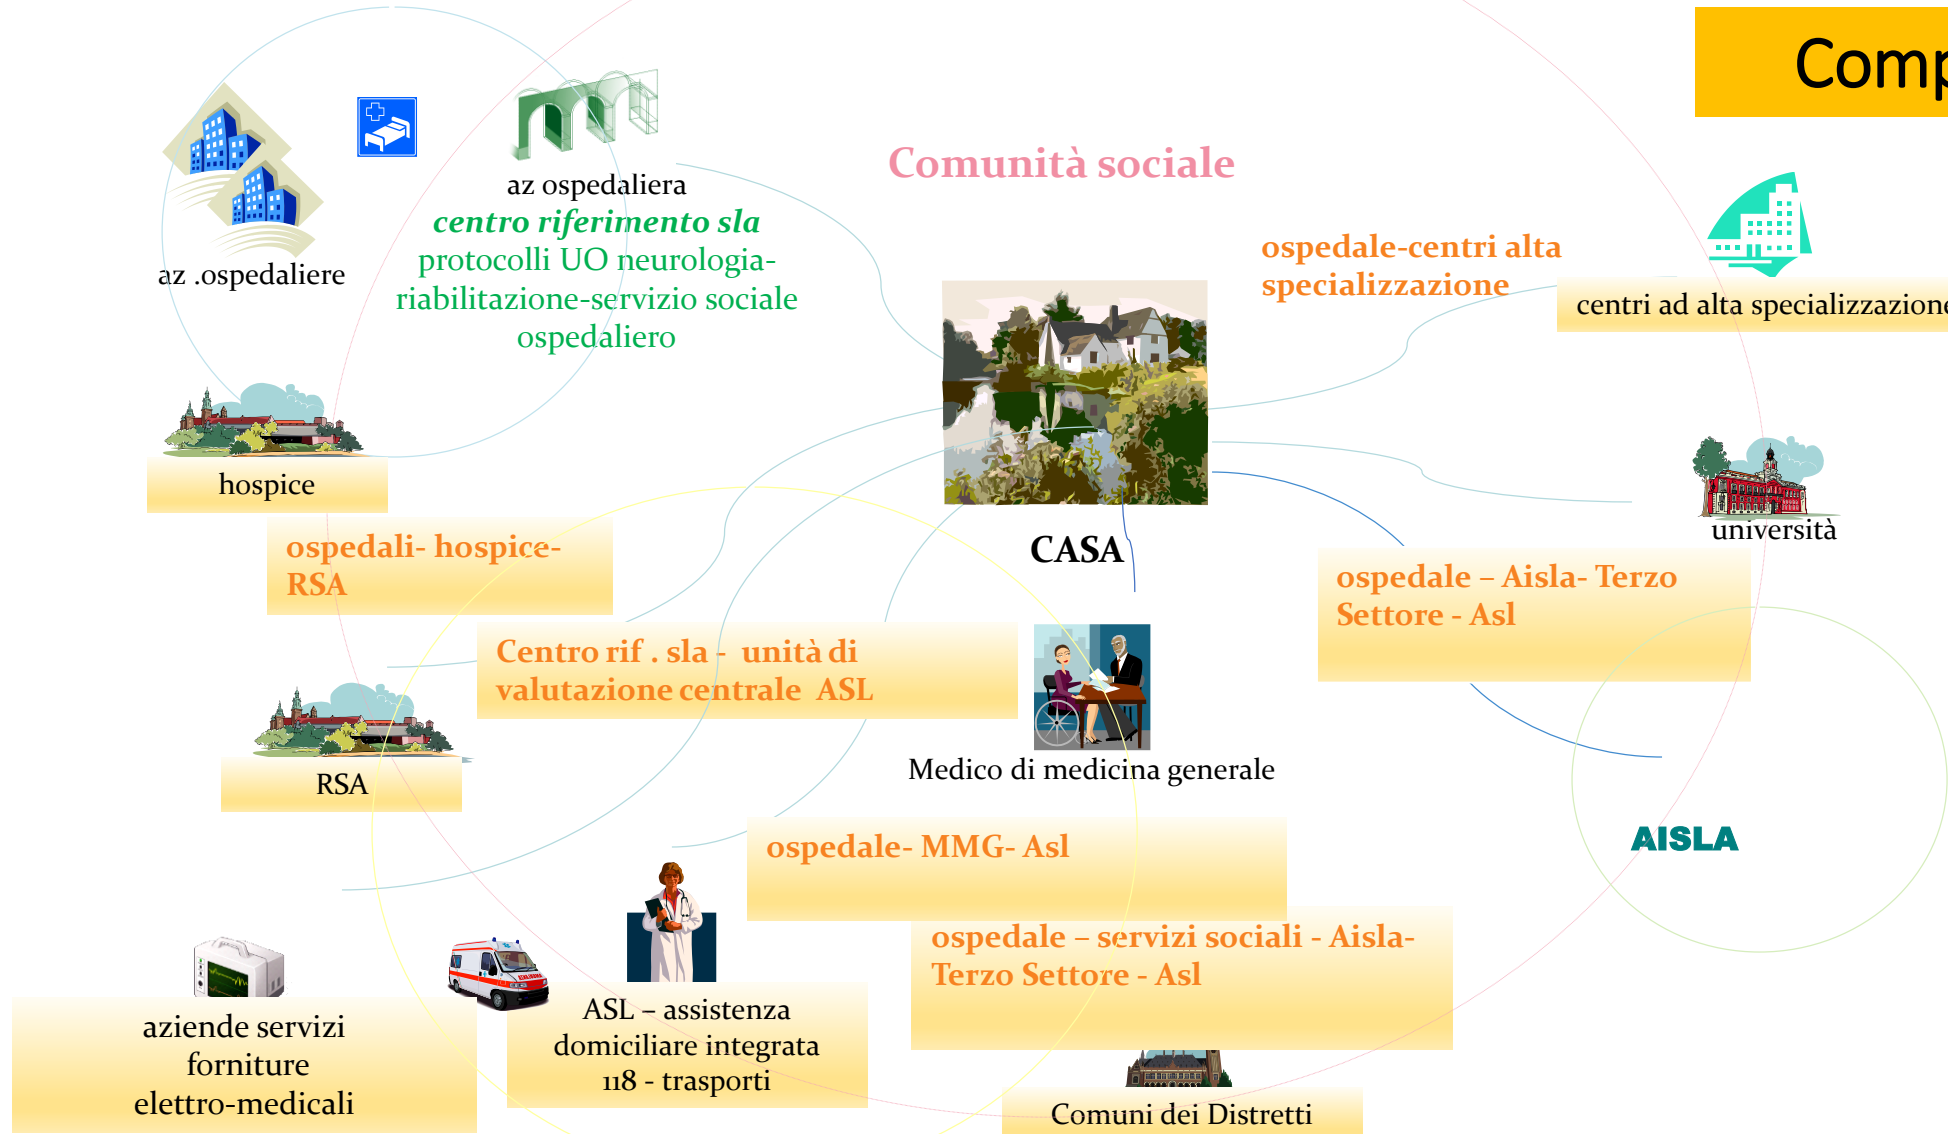 Comunità sociale
az ospedaliera
centro riferimento sla
protocolli UO neurologia-
riabilitazione-servizio sociale
ospedaliero
az .ospedaliere
ospedale-centri alta
specializzazione
centri ad alta specializzazione
hospice
ospedali- hospice-
RSA
CASA
università
ospedale – Aisla- Terzo
Settore - Asl
Centro rif . sla - unità di
valutazione centrale ASL
RSA
Medico di medicina generale
ospedale- MMG- Asl
AISLA
ospedale – servizi sociali - Aisla-
Terzo Settore - Asl
aziende servizi
forniture
elettro-medicali
ASL – assistenza
domiciliare integrata
118 - trasporti
Comuni dei Distretti